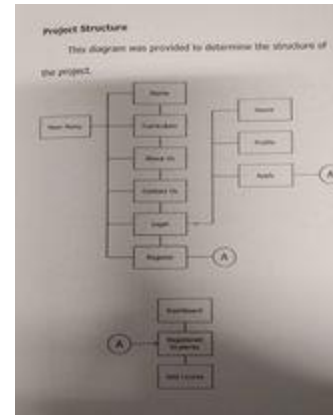 Project Structure
This diagram was provided to determine the structure of
the project.
Home
Main Menu
Curriculum
About Us
Contact Us
Login
Register
A
Home
Profile
Apply
A
Dashboard
A
Registered
Students
Add Course